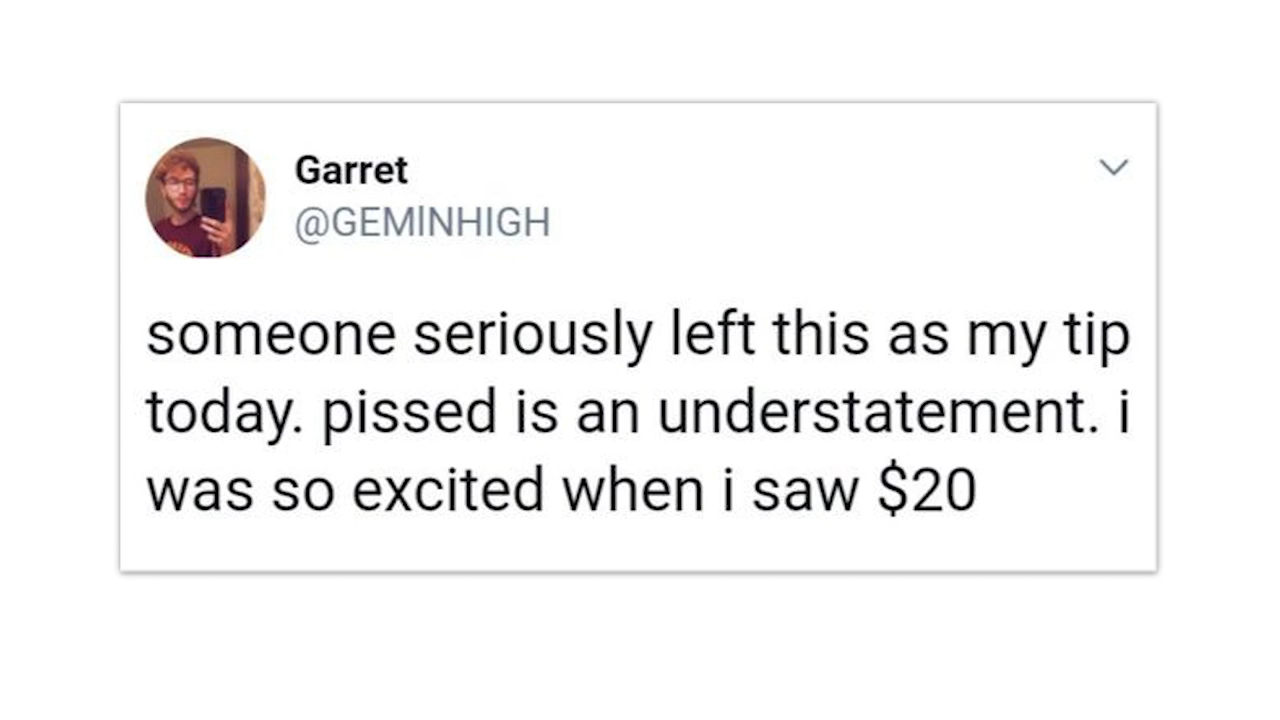 Garret
@GEMlNHIGH
someone seriously left this as my tip
today. pissed is an understatement. i
was so excited when i saw $20